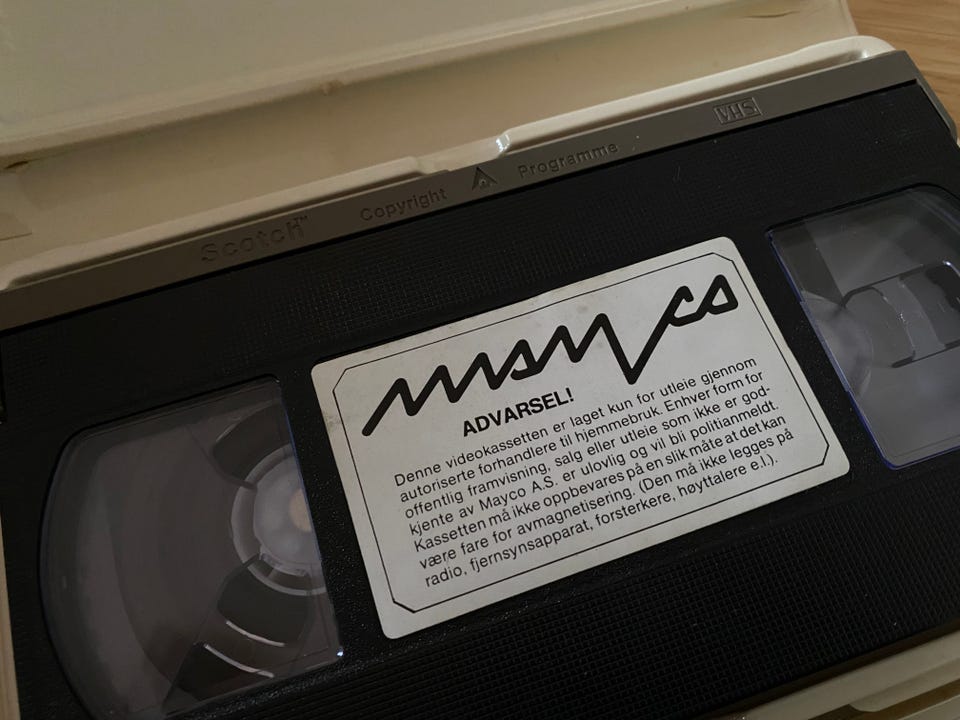 VHS
Scotch™ Copyright Programme
mayco
ADVARSEL!
Denne videokassetten er laget kun for utleie gjennom
autoriserte forhandlere til hjemmebruk. Enhver form for
offentlig framvisning, salg eller utleie som ikke er god-
kjente av Mayco A.S. er ulovlig og vil bli politianmeldt.
Kassetten må ikke oppbevares på en slik måte at det kan
være fare for avmagnetisering. (Den må ikke legges på
radio, fjernsynsapparat, forsterkere, høyttalere e.l.).